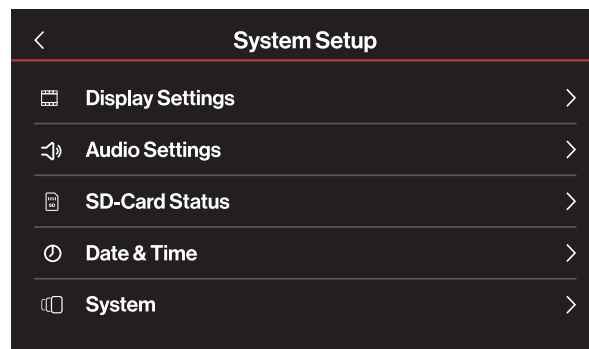 System Setup
Display Settings
Audio Settings
SD-Card Status
Date & Time
System